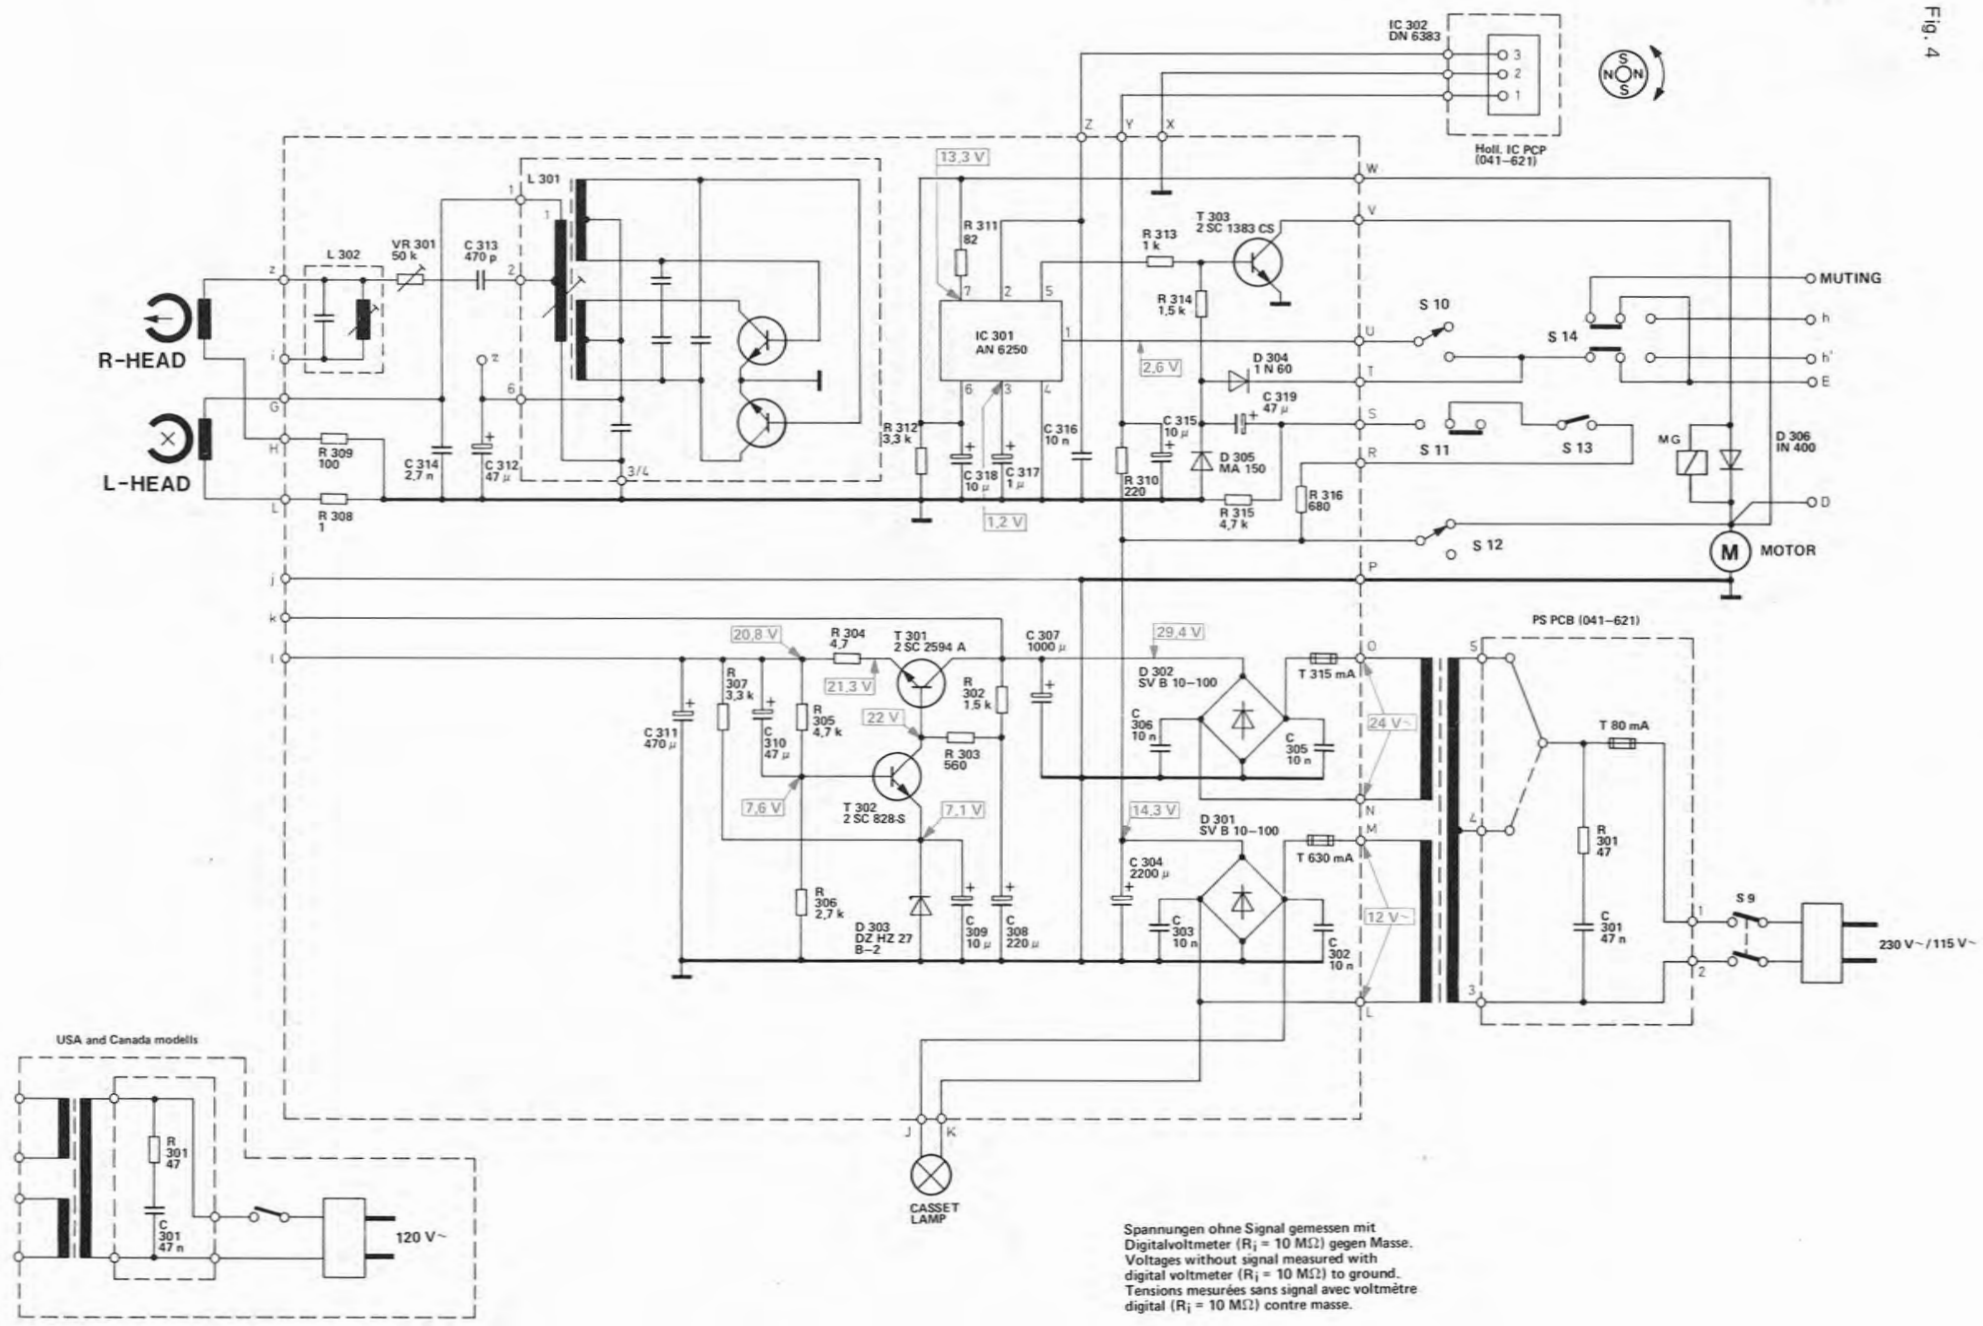 Fig. 4
IC 302
DN 6383
3
2
1
S
N N
S
Holl. IC PCP
(041-621)
Z
Y
X
13,3 V
W
L 301
1
1
V
T 303
2 SC 1383 CS
R 311
82
R 313
1 k
VR 301
50 k
C 313
470 p
L 302
z
2
MUTING
7
2
5
R 314
1,5 k
S 10
h
R-HEAD
IC 301
AN 6250
1
U
S 14
i
z
2,6 V
D 304
1 N 60
h'
T
6
6
3
4
E
G
C 319
47 µ
S
R 312
3,3 k
C 316
10 n
C 315
10 µ
H
R 309
100
C 314
2,7 n
C 312
47 µ
3/4
C 318
10 µ
C 317
1 µ
R 310
220
D 305
MA 150
R
S 11
S 13
MG
D 306
IN 400
L-HEAD
L
R 308
1
1,2 V
R 315
4,7 k
R 316
680
D
S 12
M
MOTOR
j
P
k
PS PCB (041-621)
20,8 V
R 304
4,7
T 301
2 SC 2594 A
C 307
1000 µ
29,4 V
O
5
l
R
307
3,3 k
21,3 V
R
302
1,5 k
D 302
SV B 10-100
T 315 mA
C 311
470 µ
C
310
47 µ
R
305
4,7 k
22 V
C
306
10 n
24 V~
T 80 mA
R 303
560
C
305
10 n
7,6 V
T 302
2 SC 828-S
7,1 V
14,3 V
N
D 301
SV B 10-100
M
4
T 630 mA
R
301
47
C 304
2200 µ
R
306
2,7 k
D 303
DZ HZ 27
B-2
C
309
10 µ
C
308
220 µ
C
303
10 n
12 V~
C
302
10 n
C
301
47 n
1
S 9
230 V~/115 V~
2
3
L
USA and Canada modells
R
301
47
C
301
47 n
120 V~
J
K
CASSET
LAMP
Spannungen ohne Signal gemessen mit
Digitalvoltmeter (Ri = 10 MΩ) gegen Masse.
Voltages without signal measured with
digital voltmeter (Ri = 10 MΩ) to ground.
Tensions mesurées sans signal avec voltmètre
digital (Ri = 10 MΩ) contre masse.